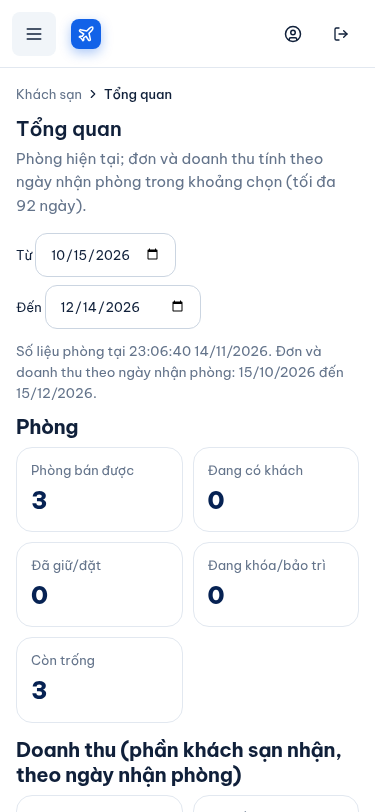 Khách sạn > Tổng quan
Tổng quan
Phòng hiện tại; đơn và doanh thu tính theo
ngày nhận phòng trong khoảng chọn (tối đa
92 ngày).
Từ 10/15/2026
Đến 12/14/2026
Số liệu phòng tại 23:06:40 14/11/2026. Đơn và
doanh thu theo ngày nhận phòng: 15/10/2026 đến
15/12/2026.
Phòng
Phòng bán được
3
Đang có khách
0
Đã giữ/đặt
0
Đang khóa/bảo trì
0
Còn trống
3
Doanh thu (phần khách sạn nhận,
theo ngày nhận phòng)